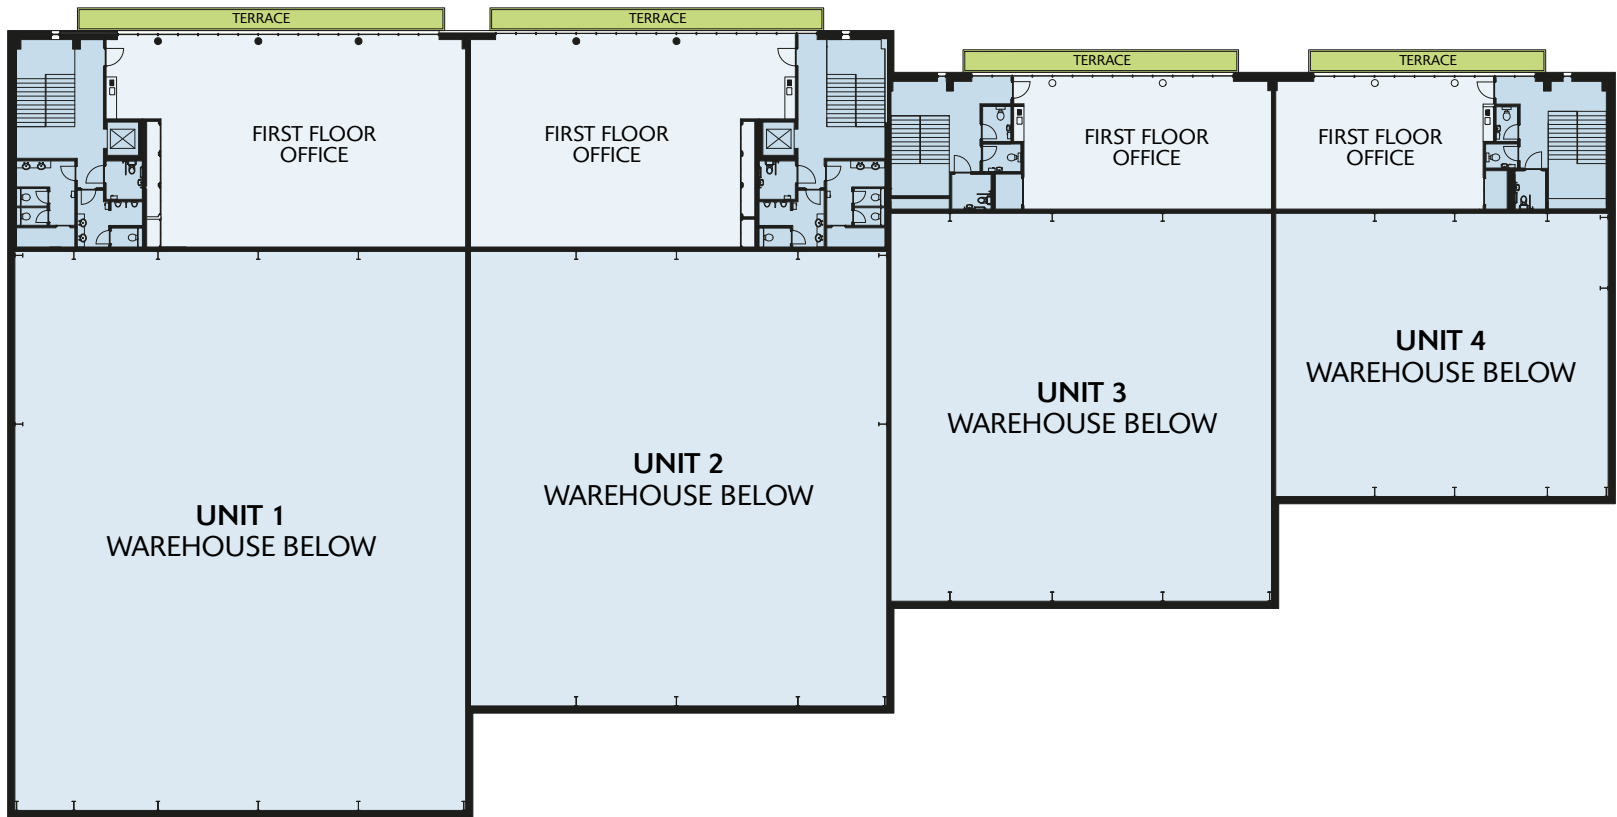 TERRACE
TERRACE
TERRACE
TERRACE
FIRST FLOOR
OFFICE
FIRST FLOOR
OFFICE
FIRST FLOOR
OFFICE
FIRST FLOOR
OFFICE
UNIT 1
WAREHOUSE BELOW
UNIT 2
WAREHOUSE BELOW
UNIT 3
WAREHOUSE BELOW
UNIT 4
WAREHOUSE BELOW